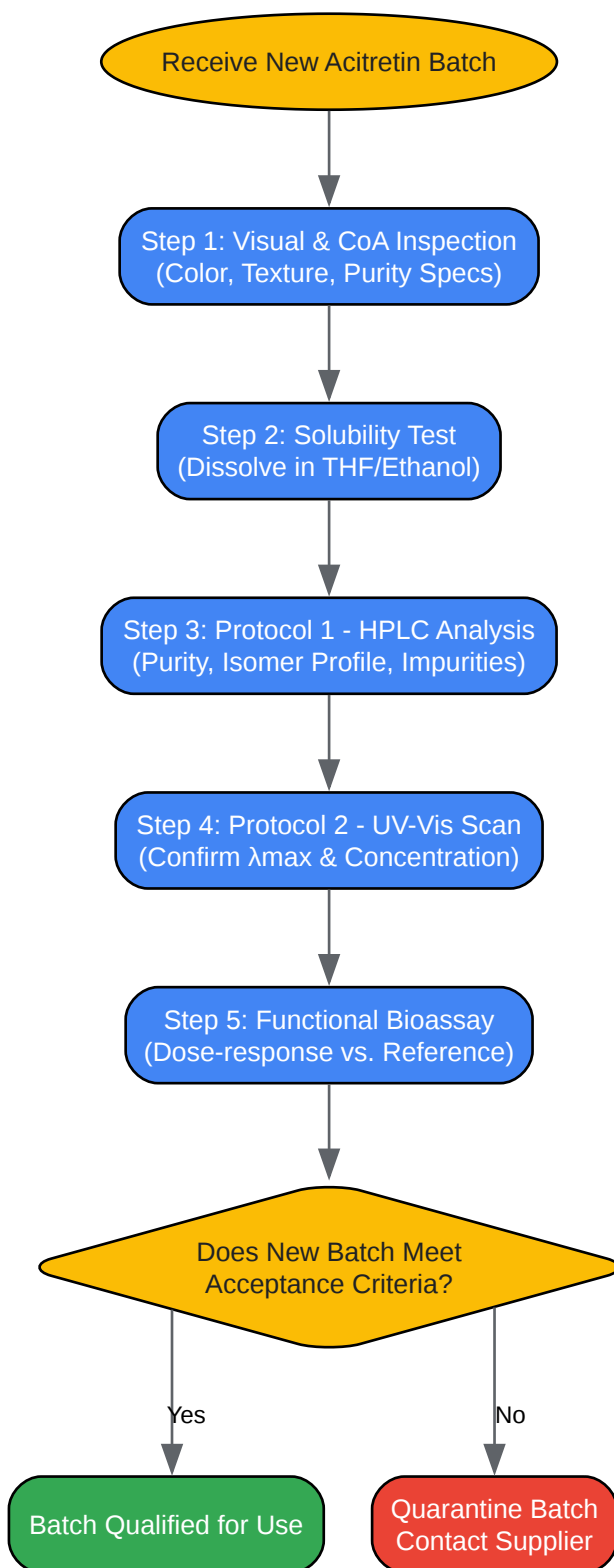 Receive New Acitretin Batch
Step 1: Visual & CoA Inspection
(Color, Texture, Purity Specs)
Step 2: Solubility Test
(Dissolve in THF/Ethanol)
Step 3: Protocol 1 - HPLC Analysis
(Purity, Isomer Profile, Impurities)
Step 4: Protocol 2 - UV-Vis Scan
(Confirm λmax & Concentration)
Step 5: Functional Bioassay
(Dose-response vs. Reference)
Does New Batch Meet
Acceptance Criteria?
Yes
No
Batch Qualified for Use
Quarantine Batch
Contact Supplier